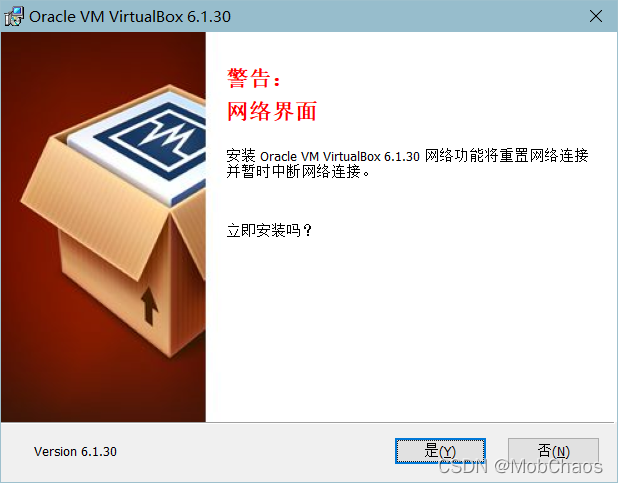 Oracle VM VirtualBox 6.1.30
警告:
网络界面
安装 Oracle VM VirtualBox 6.1.30 网络功能将重置网络连接
并暂时中断网络连接。
立即安装吗？
Version 6.1.30
是(Y)
否(N)
CSDN @MobChaos